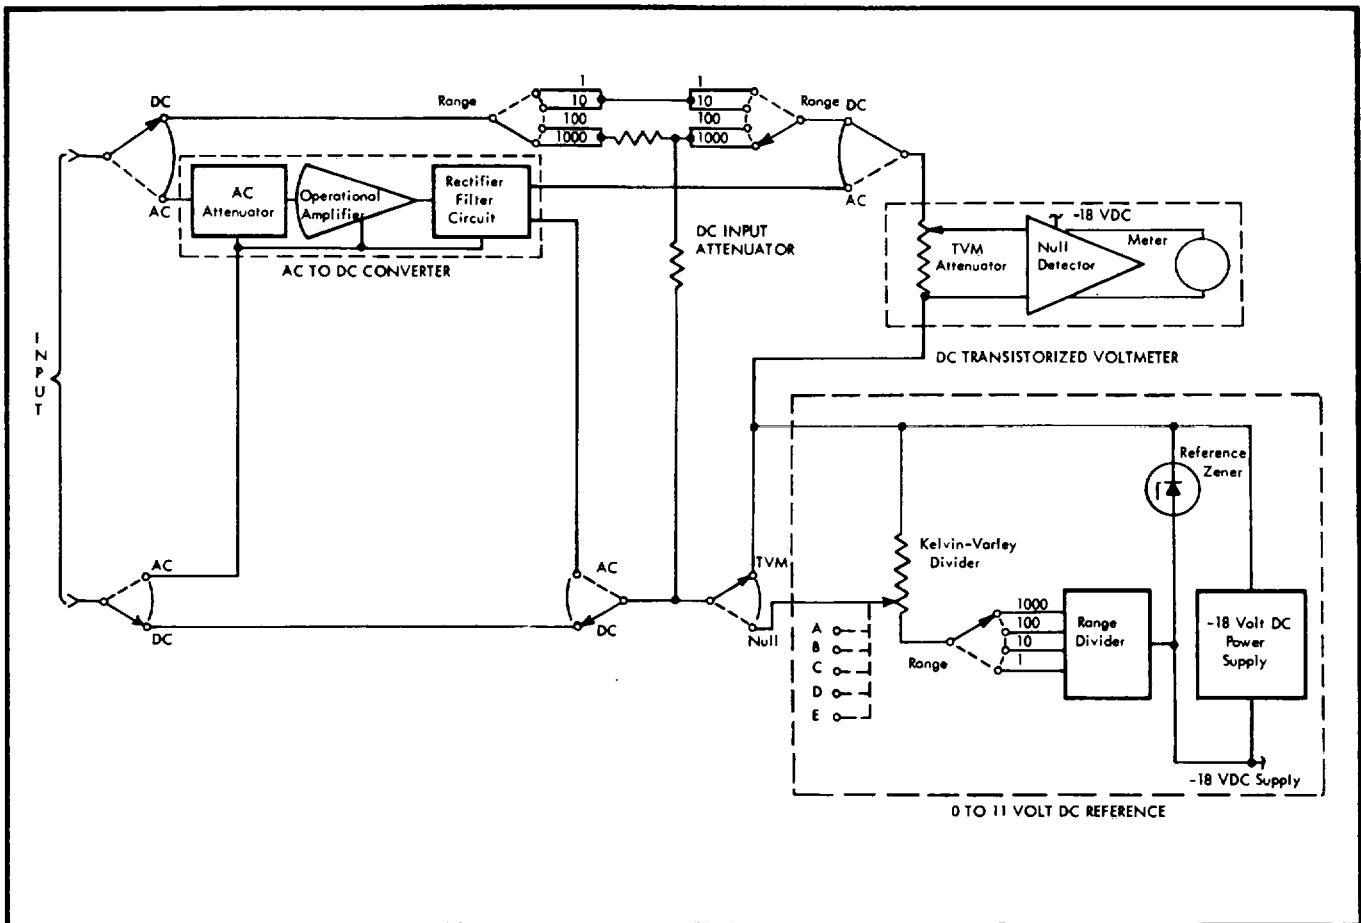 DC
Range
1
10
100
1000
1
10
100
1000
Range
DC
AC
AC
AC
Attenuator
Operational
Amplifier
Rectifier
Filter
Circuit
AC TO DC CONVERTER
DC INPUT
ATTENUATOR
-18 VDC
TVM
Attenuator
Null
Detector
Meter
DC TRANSISTORIZED VOLTMETER
INPUT
Reference
Zener
Kelvin-Varley
Divider
AC
DC
AC
DC
TVM
Null
A
B
C
D
E
Range
1000
100
10
1
Range
Divider
-18 Volt DC
Power
Supply
-18 VDC Supply
0 TO 11 VOLT DC REFERENCE